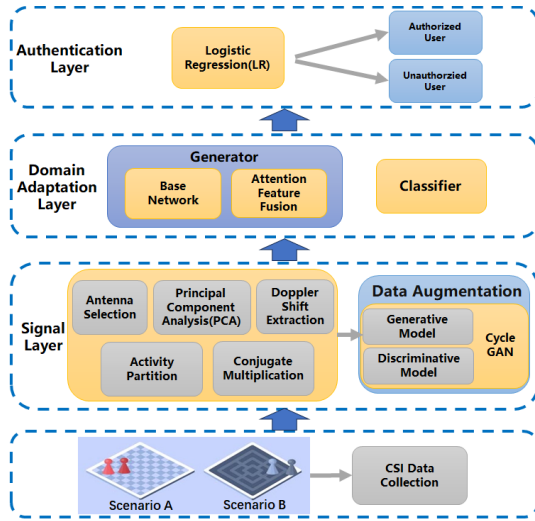 Authentication
Layer
Logistic
Regression(LR)
Authorized
User
Unauthorzied
User
Domain
Adaptation
Layer
Generator
Base
Network
Attention
Feature
Fusion
Classifier
Signal
Layer
Antenna
Selection
Principal
Component
Analysis(PCA)
Doppler
Shift
Extraction
Activity
Partition
Conjugate
Multiplication
Data Augmentation
Generative
Model
Discriminative
Model
Cycle
GAN
Scenario A
Scenario B
CSI Data
Collection